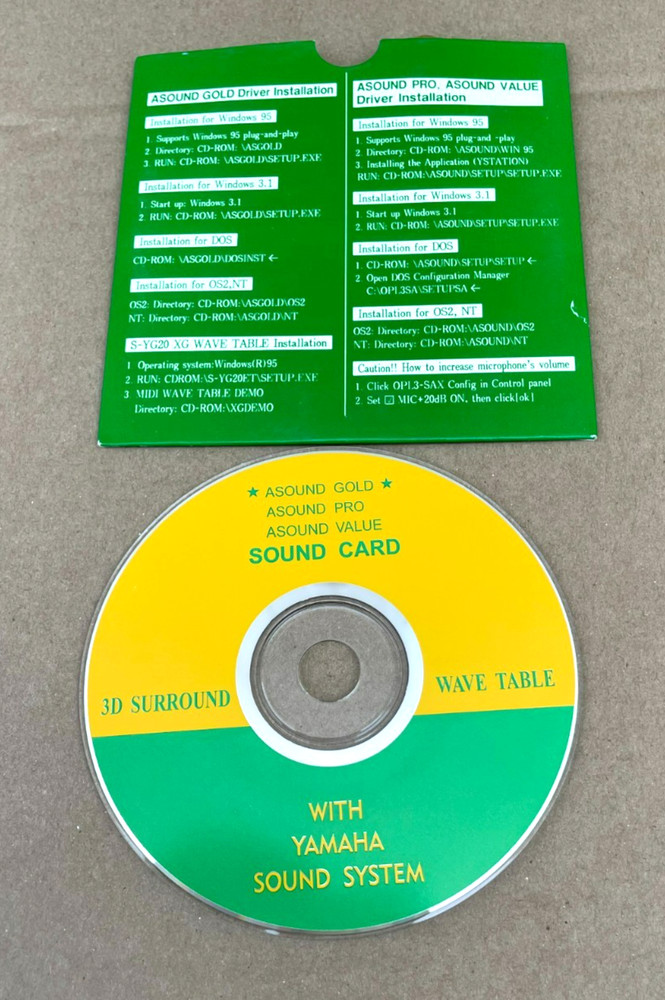 ASOUND GOLD Driver Installation
Installation for Windows 95
1. Supports Windows 95 plug-and-play
2. Directory: CD-ROM: \ASGOLD
3. RUN: CD-ROM: \ASGOLD\SETUP.EXE
Installation for Windows 3.1
1. Start up: Windows 3.1
2. RUN: CD-ROM: \ASGOLD\SETUP.EXE
Installation for DOS
CD-ROM: \ASGOLD\DOSINST ←
Installation for OS2,NT
OS2: Directory: CD-ROM:\ASGOLD\OS2
NT: Directory: CD-ROM:\ASGOLD\NT
S-YG20 XG WAVE TABLE Installation
1 Operating system:Windows(R)95
2. RUN: CDROM:\S-YG20ET\SETUP.EXE
3 MIDI WAVE TABLE DEMO
Directory: CD-ROM:\XGDEMO
ASOUND PRO, ASOUND VALUE
Driver Installation
Installation for Windows 95
1. Supports Windows 95 plug-and -play
2. Directory: CD-ROM: \ASOUND\WIN 95
3. Installing the Application (YSTATION)
RUN: CD-ROM:\ASOUND\SETUP\SETUP.EXE
Installation for Windows 3.1
1. Start up Windows 3.1
2. RUN: CD-ROM: \ASOUND\SETUP\SETUP.EXE
Installation for DOS
1. CD-ROM: \ASOUND\SETUP\SETUP ←
2 Open DOS Configuration Manager
C:\OPL3SA\SETUPSA ←
Installation for OS2, NT
OS2: Directory: CD-ROM:\ASOUND\OS2
NT: Directory: CD-ROM:\ASOUND\NT
Caution!! How to increase microphone's volume
1 Click OPL3-SAX Config in Control panel
2 Set ☑ MIC+20dB ON, then click[ok]
★ ASOUND GOLD ★
ASOUND PRO
ASOUND VALUE
SOUND CARD
3D SURROUND
WAVE TABLE
WITH
YAMAHA
SOUND SYSTEM